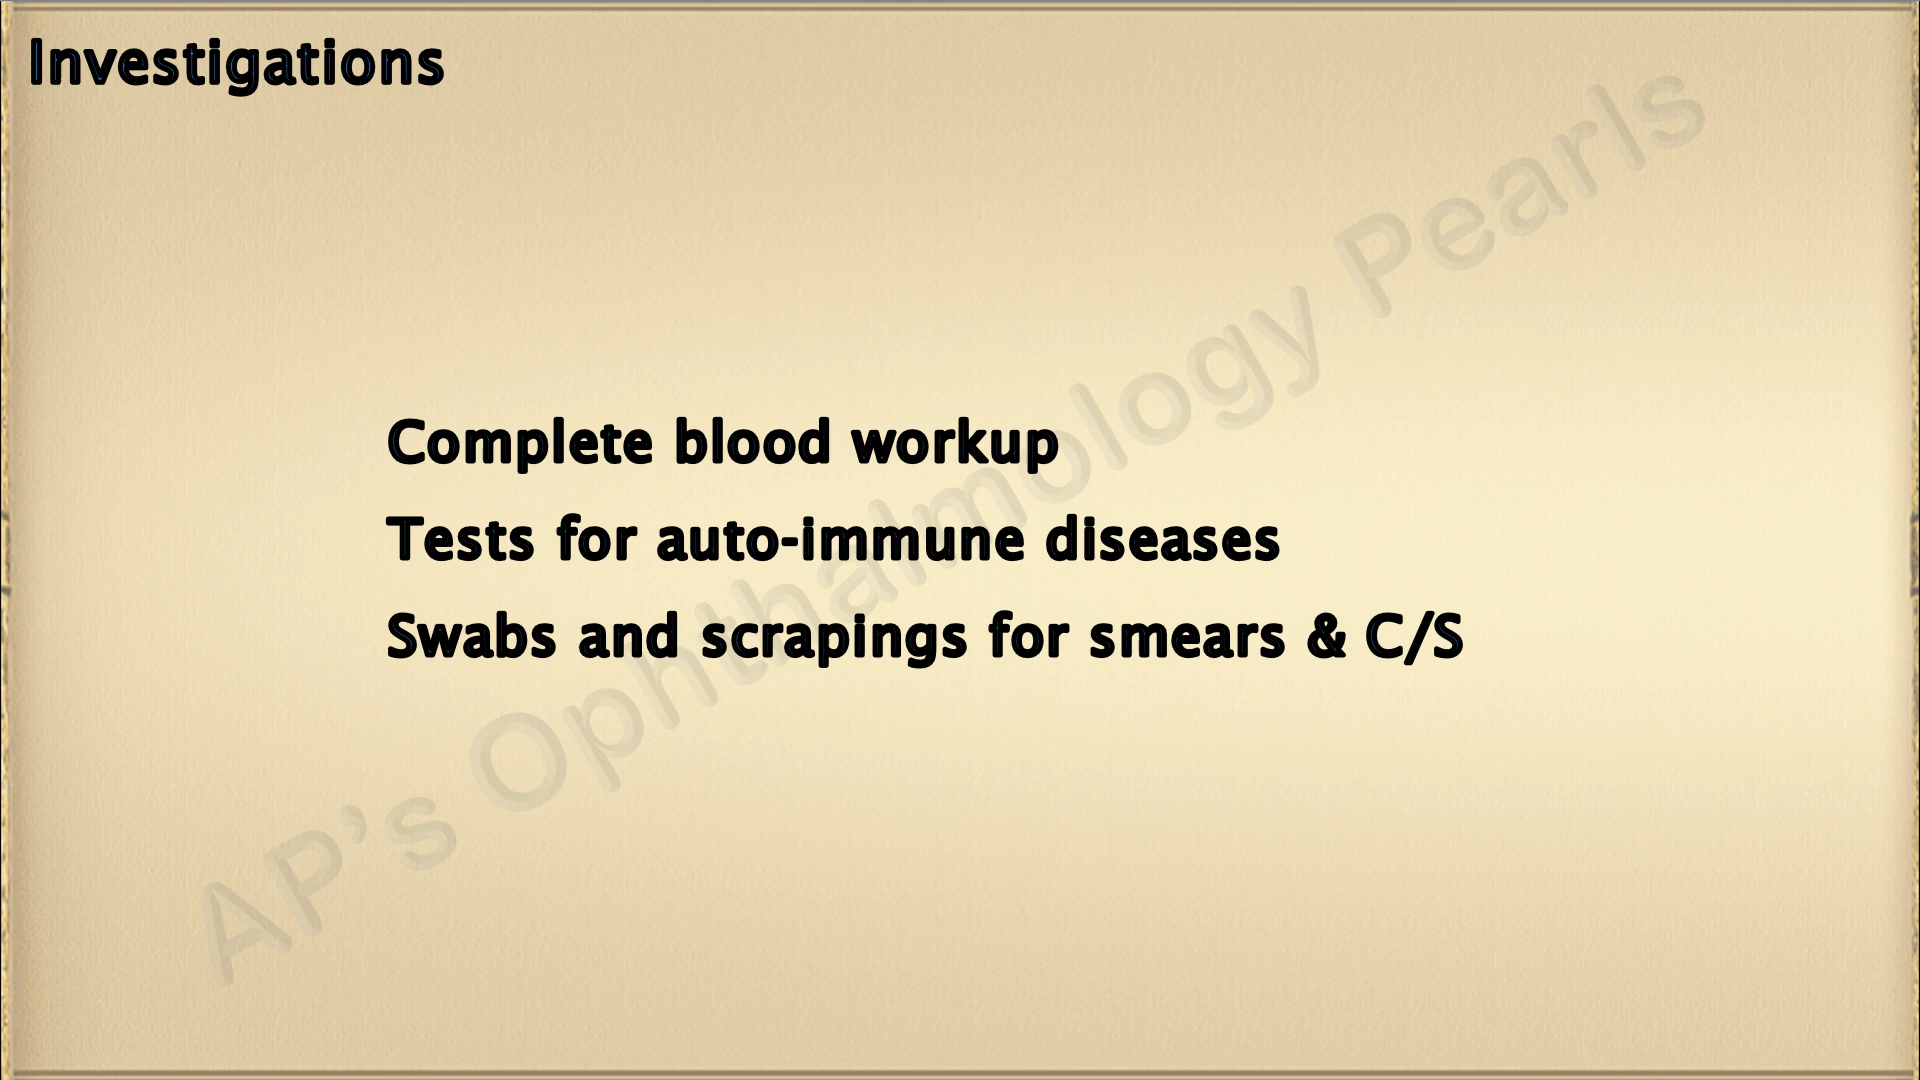 Investigations
Complete blood workup
Tests for auto-immune diseases
Swabs and scrapings for smears & C/S
AP's Ophthalmology Pearls